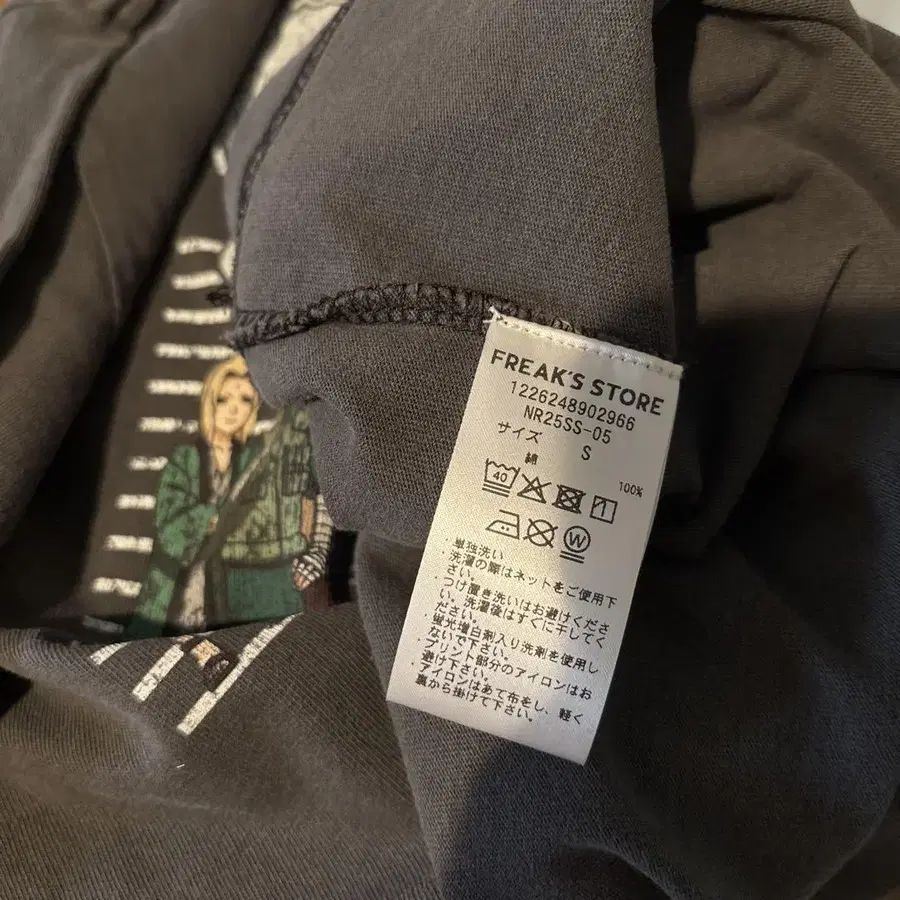 FREAK'S STORE
1226248902966
NR25SS-05
サイズ S
綿 100%
40
W
・単独洗い
・洗濯の際はネットをご使用下
さい。
・つけ置き洗いはお避けくださ
い。洗濯後はすぐに干してく
ださい。
・蛍光増白剤入り洗剤を使用し
ないで下さい。
・プリント部分のアイロンはお
避け下さい。
・アイロンはあて布をし、軽く
裏から掛けて下さい。